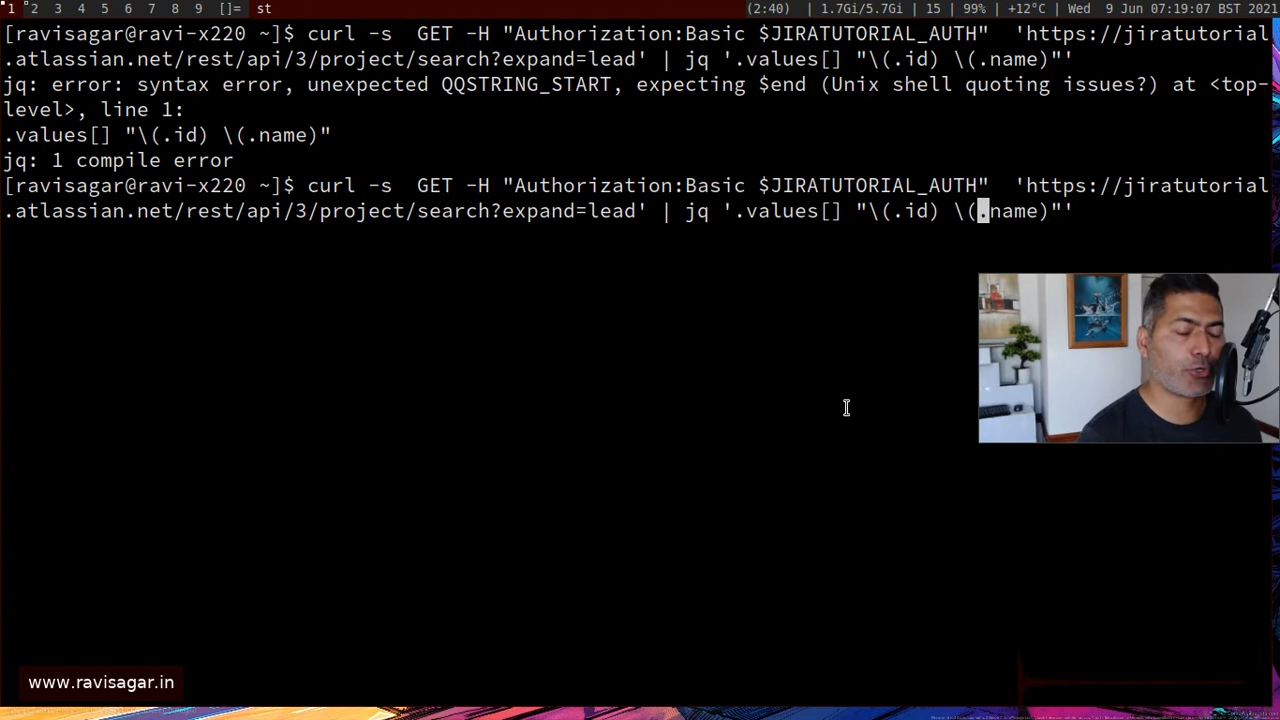 1 2 3 4 5 6 7 8 9 []= st (2:40) | 1.7Gi/5.7Gi | 15 | 99% | +12°C | Wed  9 Jun 07:19:07 BST 2021
[ravisagar@ravi-x220 ~]$ curl -s  GET -H "Authorization:Basic $JIRATUTORIAL_AUTH"  'https://jiratutorial
.atlassian.net/rest/api/3/project/search?expand=lead' | jq '.values[] "\(.id) \(.name)"'
jq: error: syntax error, unexpected QQSTRING_START, expecting $end (Unix shell quoting issues?) at <top-
level>, line 1:
.values[] "\(.id) \(.name)"
jq: 1 compile error
[ravisagar@ravi-x220 ~]$ curl -s  GET -H "Authorization:Basic $JIRATUTORIAL_AUTH"  'https://jiratutorial
.atlassian.net/rest/api/3/project/search?expand=lead' | jq '.values[] "\(.id) \(.name)"'
www.ravisagar.in